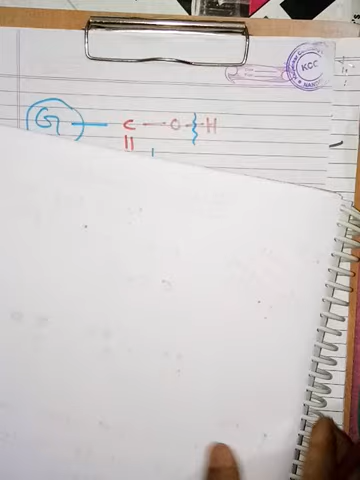 G — C — O ⌇ H
||
KCC